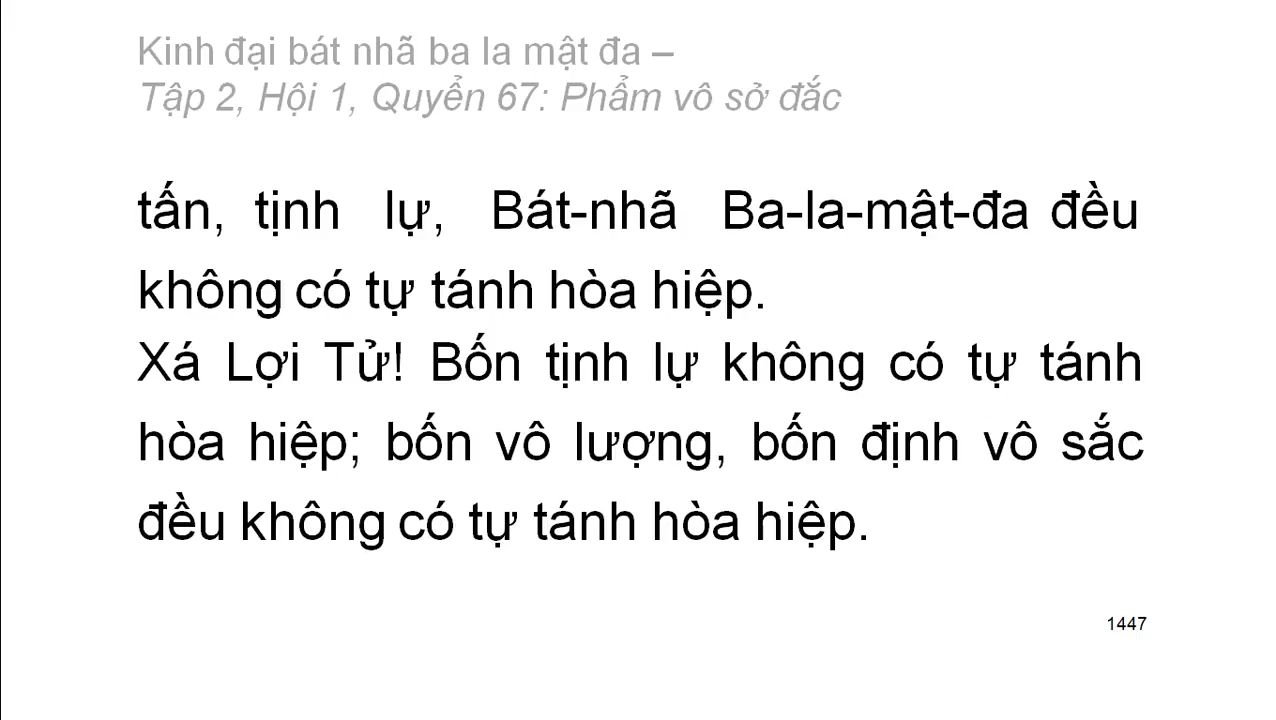 Kinh đại bát nhã ba la mật đa –
Tập 2, Hội 1, Quyển 67: Phẩm vô sở đắc
tấn, tịnh lự, Bát-nhã Ba-la-mật-đa đều
không có tự tánh hòa hiệp.
Xá Lợi Tử! Bốn tịnh lự không có tự tánh
hòa hiệp; bốn vô lượng, bốn định vô sắc
đều không có tự tánh hòa hiệp.
1447